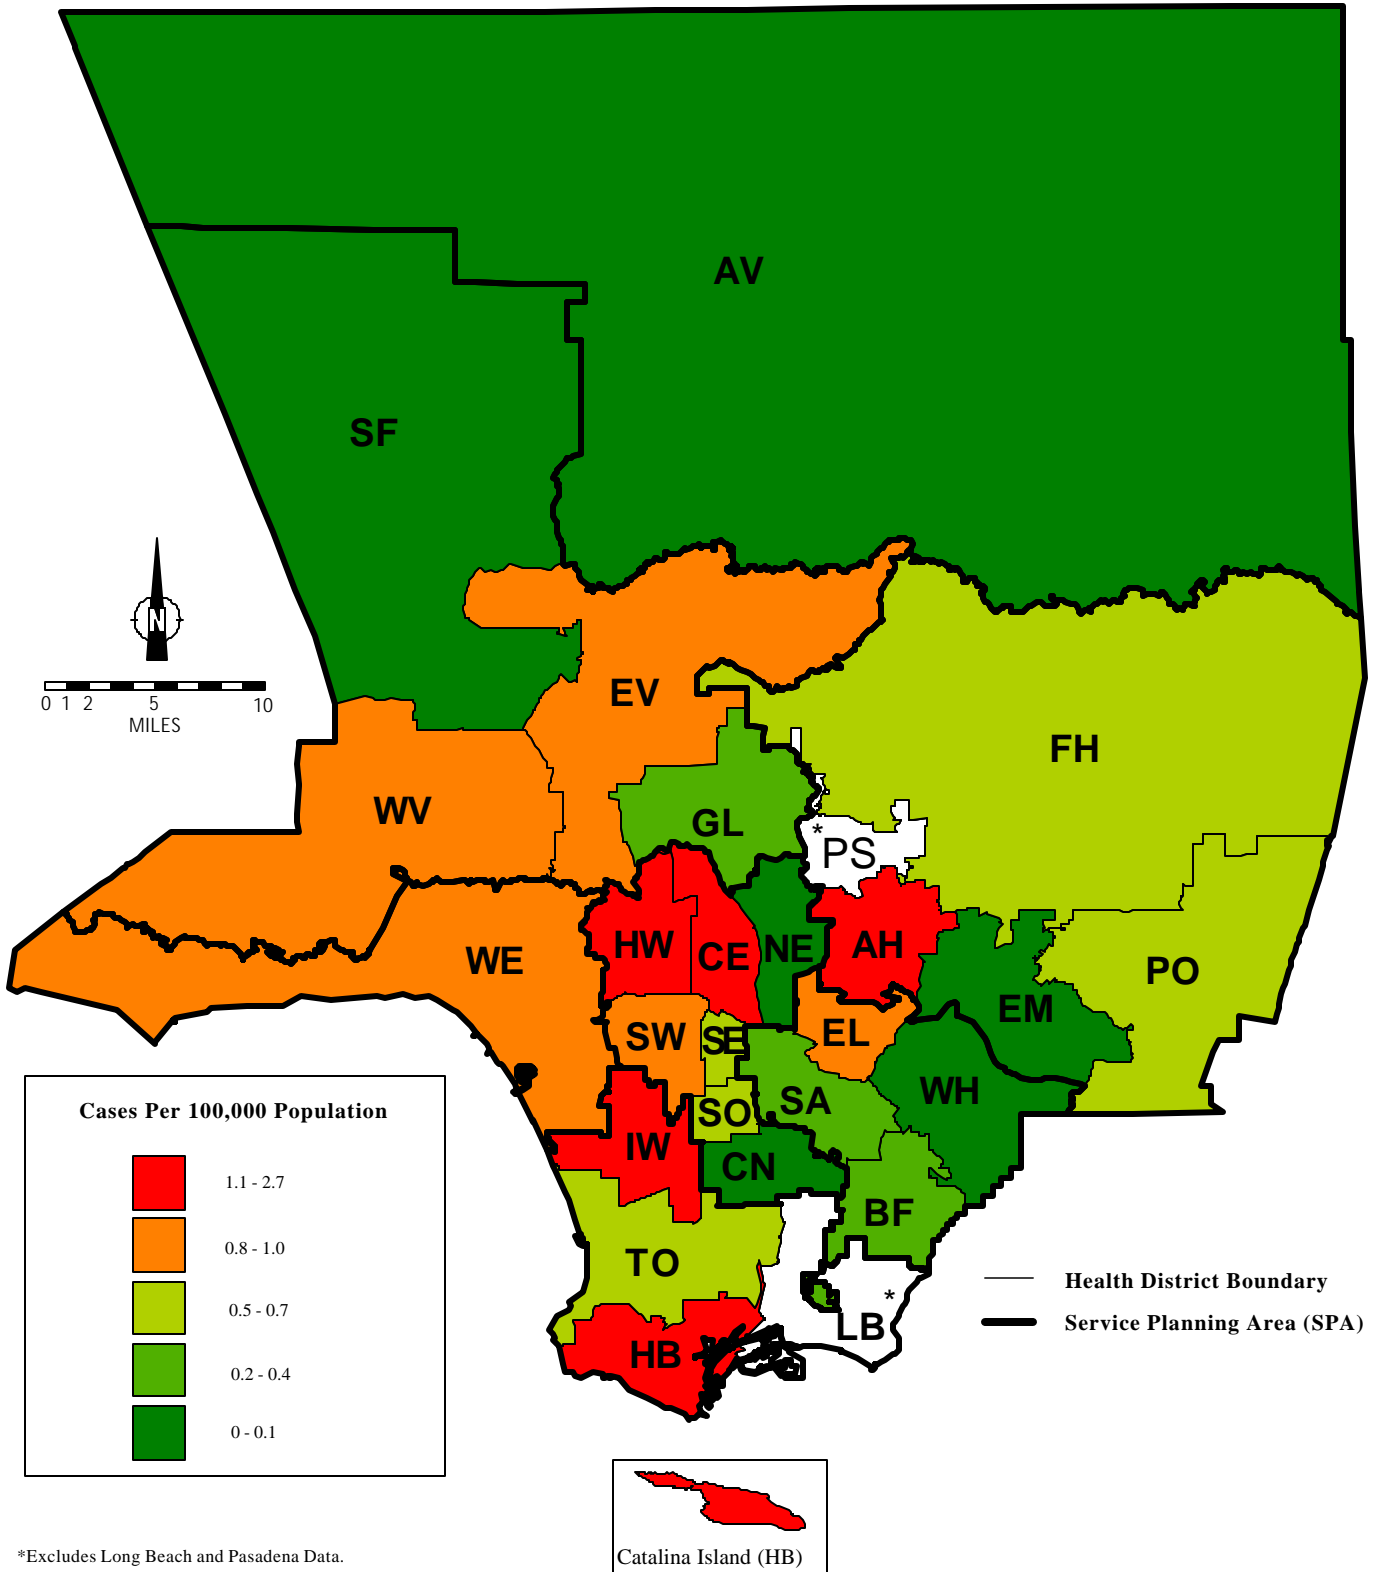 AV
SF
N
0 1 2 5 10
MILES
EV
FH
WV
GL
*
PS
HW
CE
NE
AH
WE
PO
EM
SW
SE
EL
WH
SA
SO
IW
CN
BF
TO
*
LB
HB
Cases Per 100,000 Population
1.1 - 2.7
0.8 - 1.0
0.5 - 0.7
0.2 - 0.4
0 - 0.1
Health District Boundary
Service Planning Area (SPA)
Catalina Island (HB)
*Excludes Long Beach and Pasadena Data.